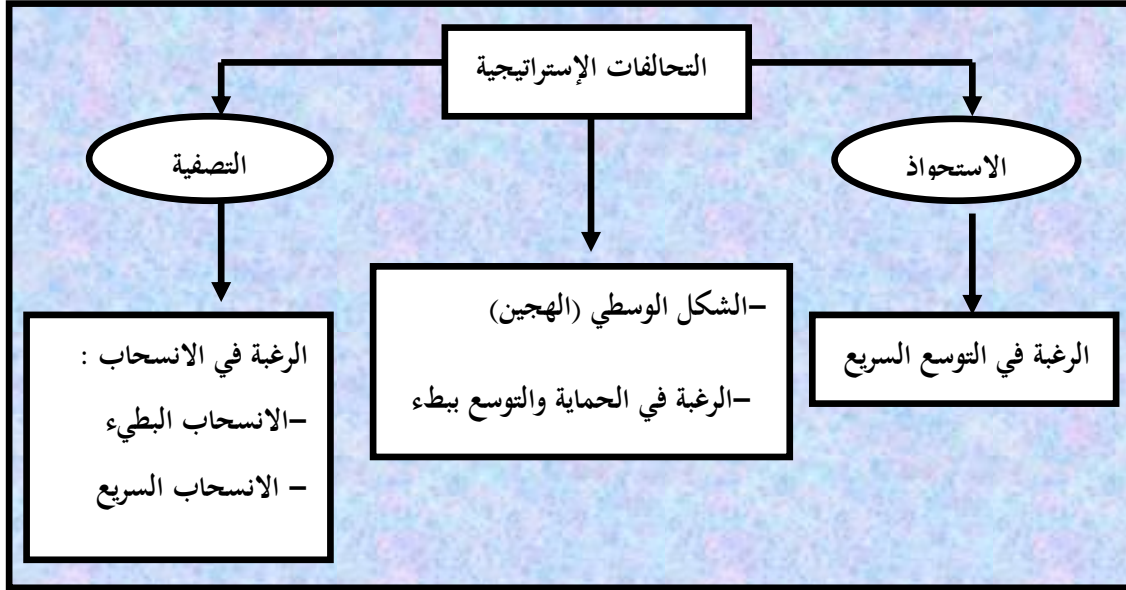 التحالفات الإستراتيجية
الاستحواذ
التصفية
الرغبة في التوسع السريع
–الشكل الوسطي (الهجين)
–الرغبة في الحماية والتوسع ببطء
الرغبة في الانسحاب :
–الانسحاب البطيء
– الانسحاب السريع